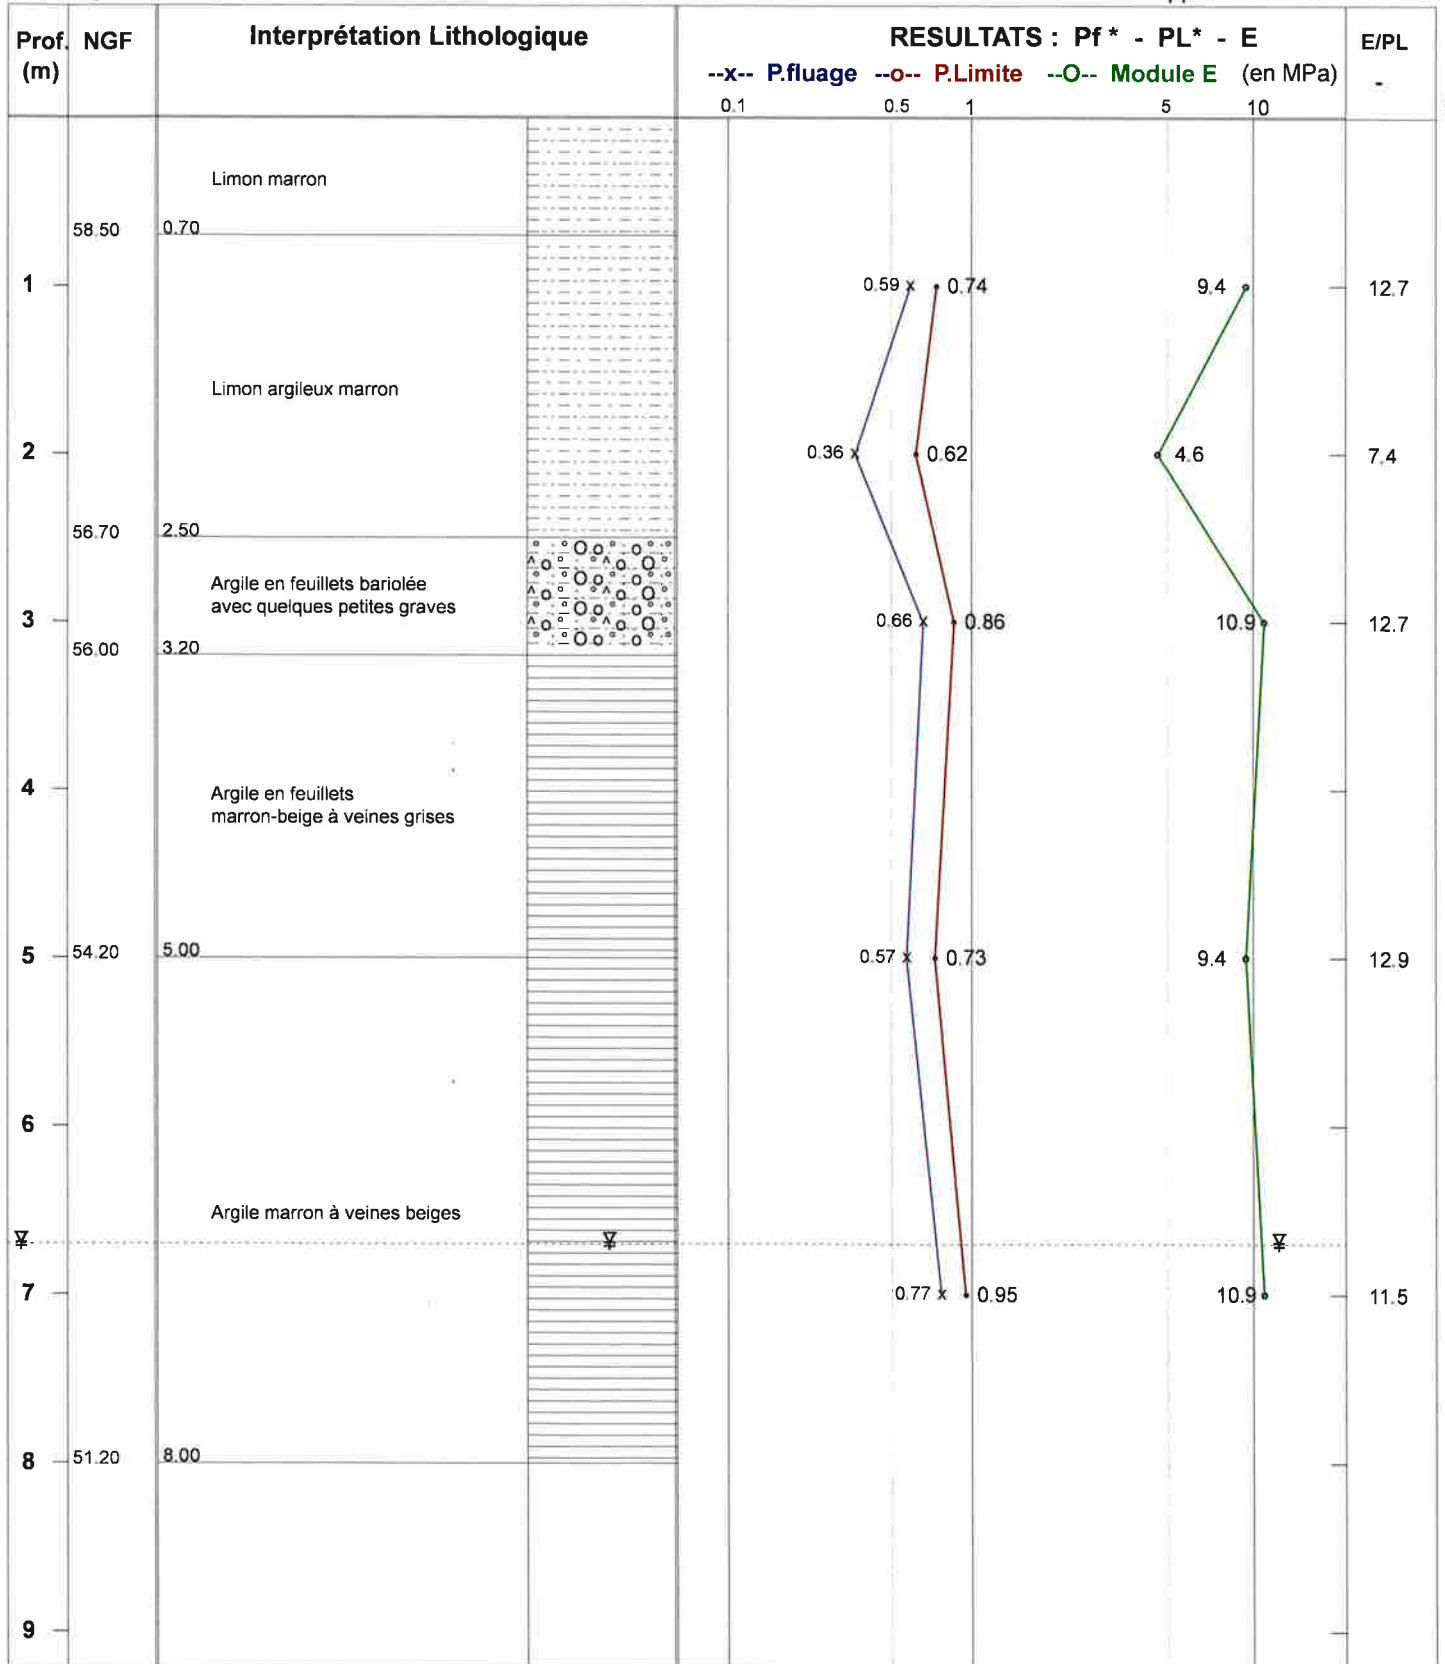 Prof. NGF Interprétation Lithologique RESULTATS : Pf * - PL* - E E/PL
(m) --x-- P.fluage --o-- P.Limite --O-- Module E (en MPa) -
0.1 0.5 1 5 10
Limon marron
58.50 0.70
1 0.59 0.74 9.4 12.7
Limon argileux marron
2 0.36 0.62 4.6 7.4
56.70 2.50
Argile en feuillets bariolée
avec quelques petites graves
3 0.66 0.86 10.9 12.7
56.00 3.20
4
Argile en feuillets
marron-beige à veines grises
5 54.20 5.00 0.57 0.73 9.4 12.9
6
Argile marron à veines beiges
7 0.77 0.95 10.9 11.5
8 51.20 8.00
9